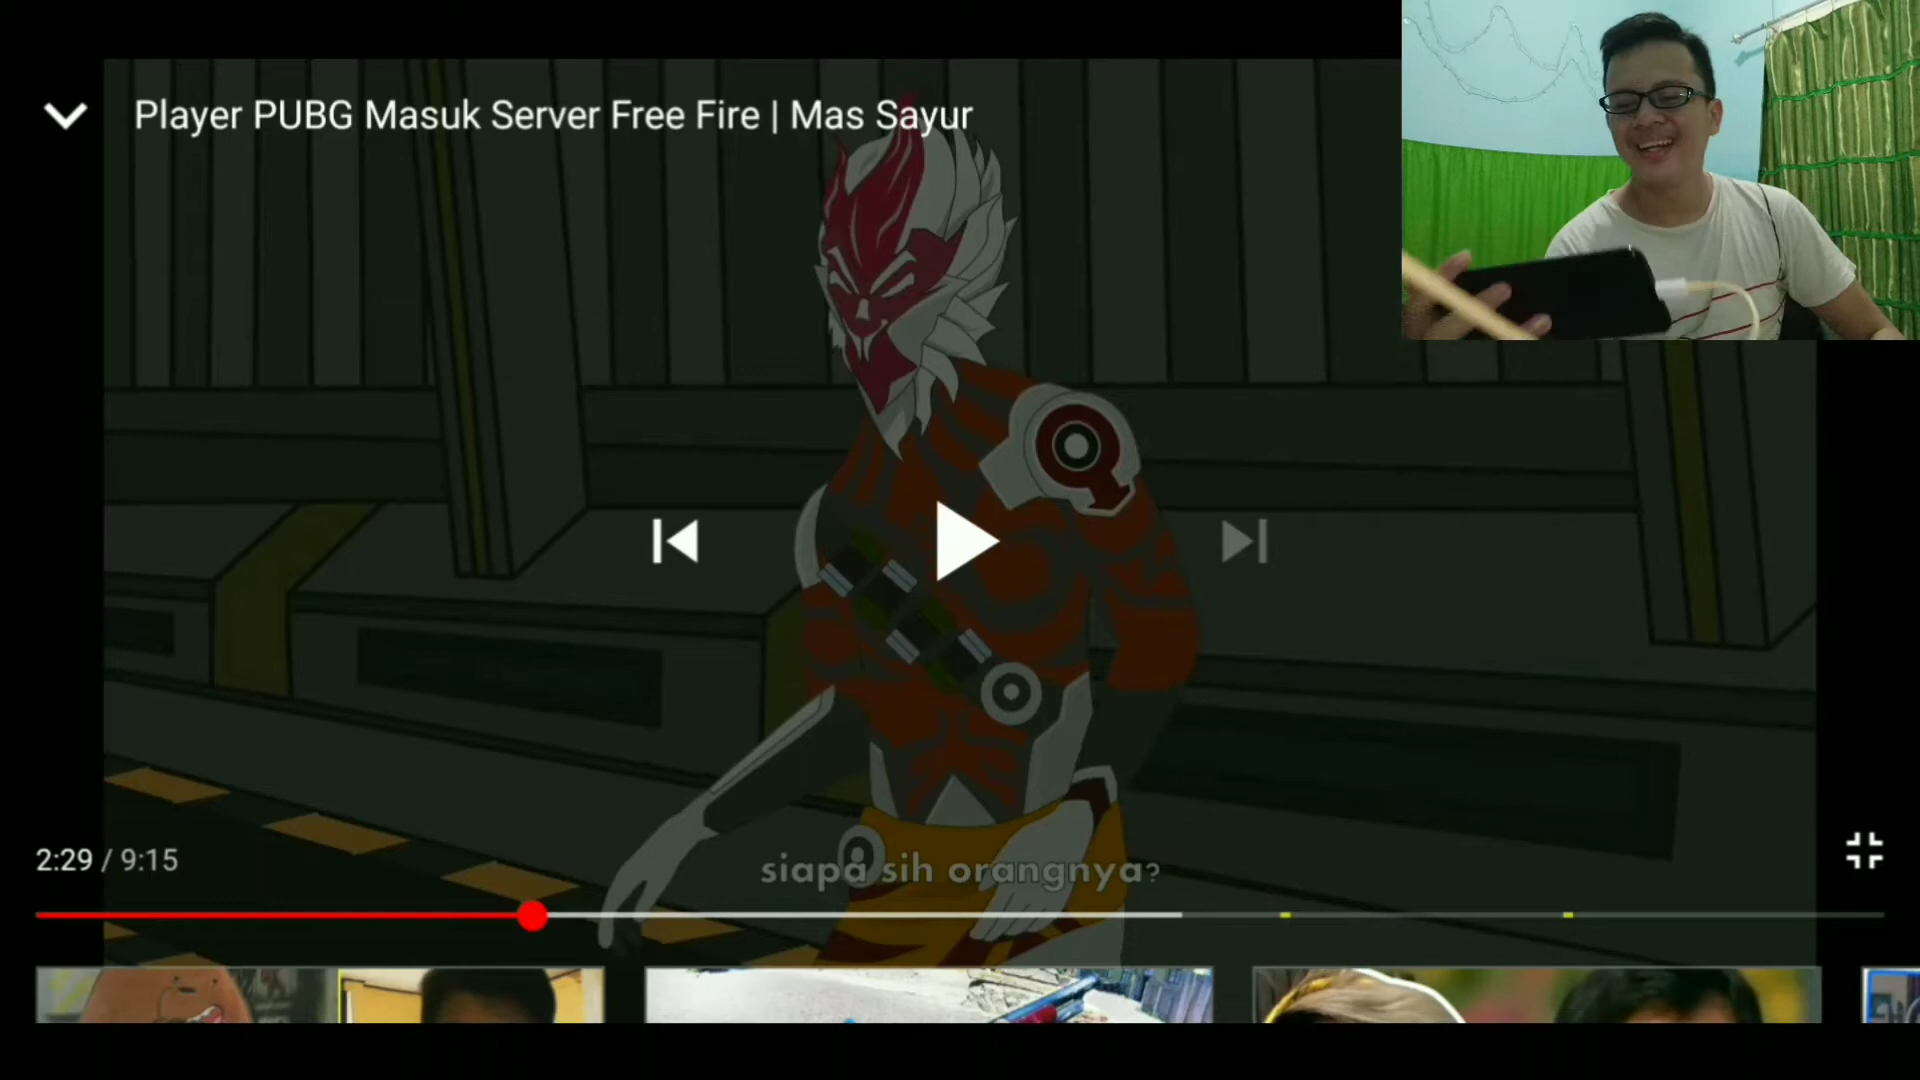 Player PUBG Masuk Server Free Fire | Mas Sayur
siapa sih orangnya?
2:29 / 9:15